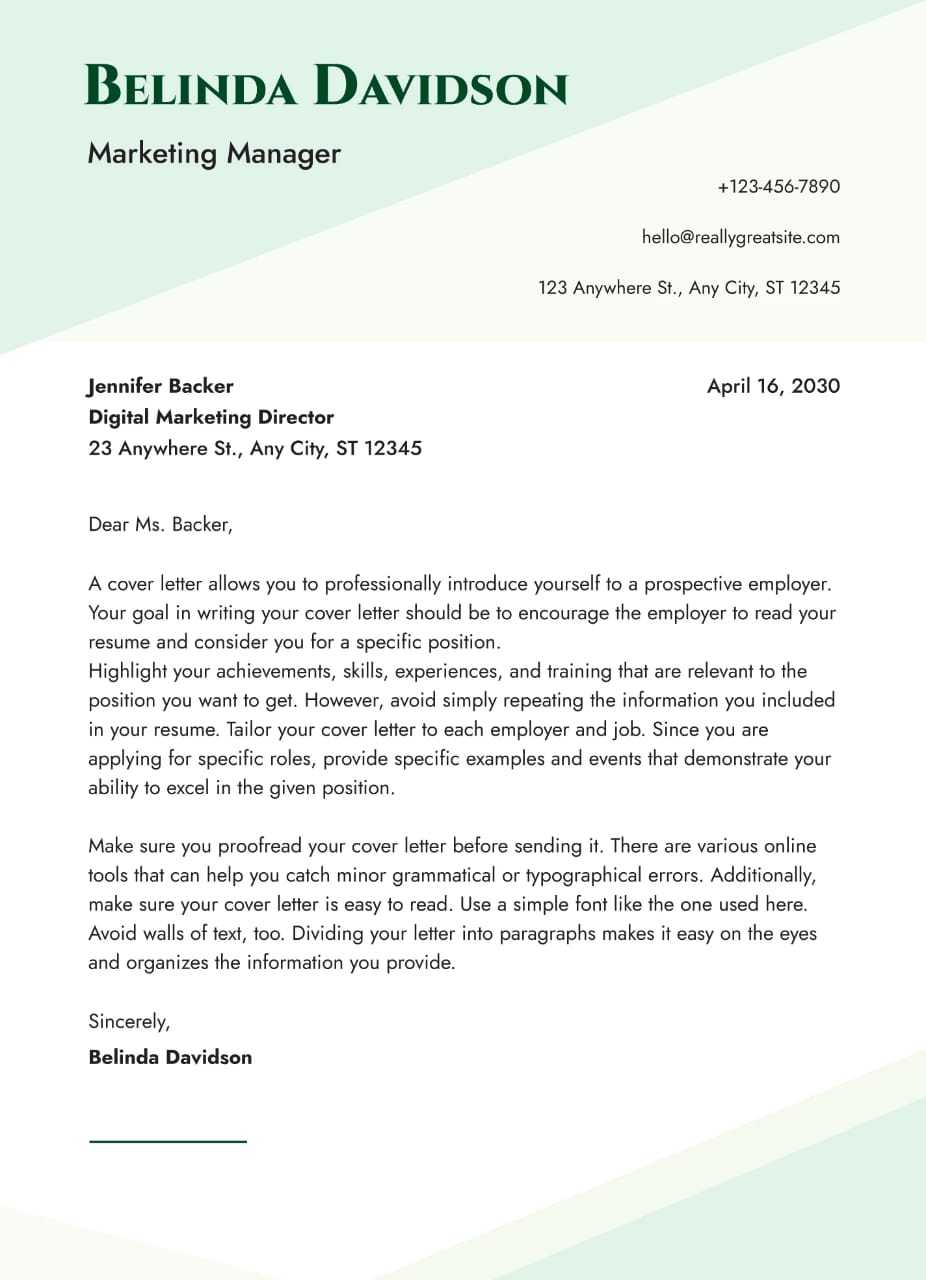 Belinda Davidson
Marketing Manager
+123-456-7890
hello@reallygreatsite.com
123 Anywhere St., Any City, ST 12345
Jennifer Backer
April 16, 2030
Digital Marketing Director
23 Anywhere St., Any City, ST 12345
Dear Ms. Backer,
A cover letter allows you to professionally introduce yourself to a prospective employer.
Your goal in writing your cover letter should be to encourage the employer to read your
resume and consider you for a specific position.
Highlight your achievements, skills, experiences, and training that are relevant to the
position you want to get. However, avoid simply repeating the information you included
in your resume. Tailor your cover letter to each employer and job. Since you are
applying for specific roles, provide specific examples and events that demonstrate your
ability to excel in the given position.
Make sure you proofread your cover letter before sending it. There are various online
tools that can help you catch minor grammatical or typographical errors. Additionally,
make sure your cover letter is easy to read. Use a simple font like the one used here.
Avoid walls of text, too. Dividing your letter into paragraphs makes it easy on the eyes
and organizes the information you provide.
Sincerely,
Belinda Davidson